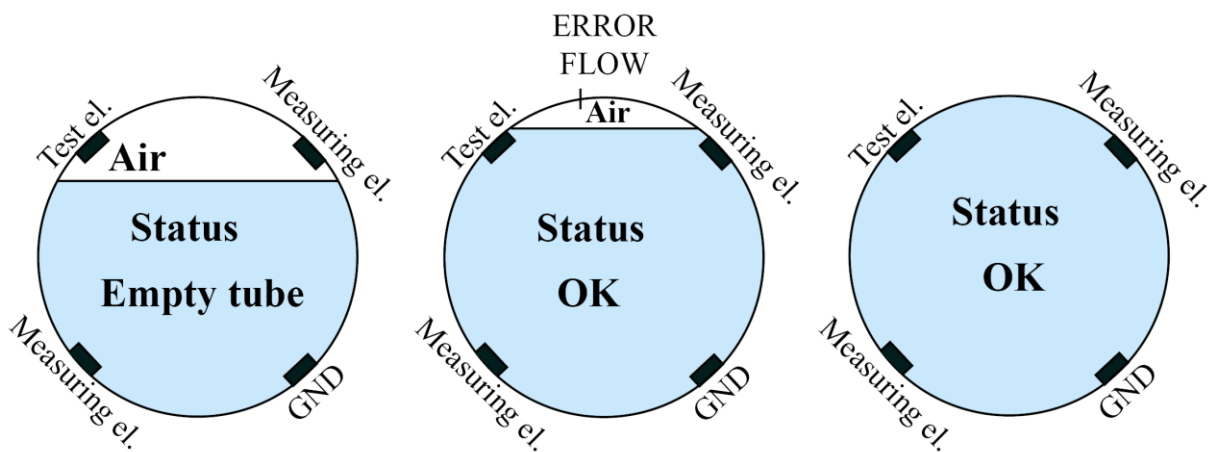 Test el.
Measuring el.
Air
Status
Empty tube
Measuring el.
GND
ERROR
FLOW
Air
Test el.
Measuring el.
Status
OK
Measuring el.
GND
Test el.
Measuring el.
Status
OK
Measuring el.
GND